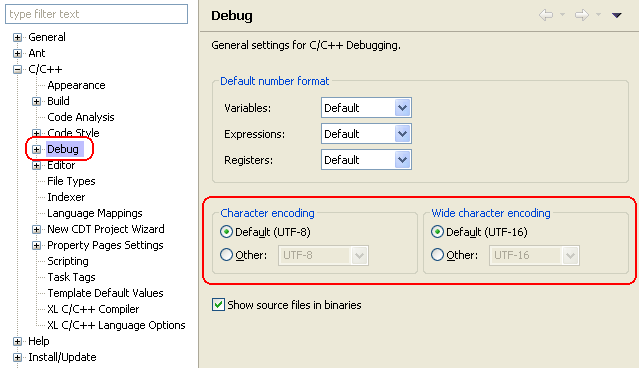 type filter text
General
Ant
C/C++
Appearance
Build
Code Analysis
Code Style
Debug
Editor
File Types
Indexer
Language Mappings
New CDT Project Wizard
Property Pages Settings
Scripting
Task Tags
Template Default Values
XL C/C++ Compiler
XL C/C++ Language Options
Help
Install/Update
Debug
General settings for C/C++ Debugging.
Default number format
Variables: Default
Expressions: Default
Registers: Default
Character encoding
Default (UTF-8)
Other: UTF-8
Wide character encoding
Default (UTF-16)
Other: UTF-16
Show source files in binaries